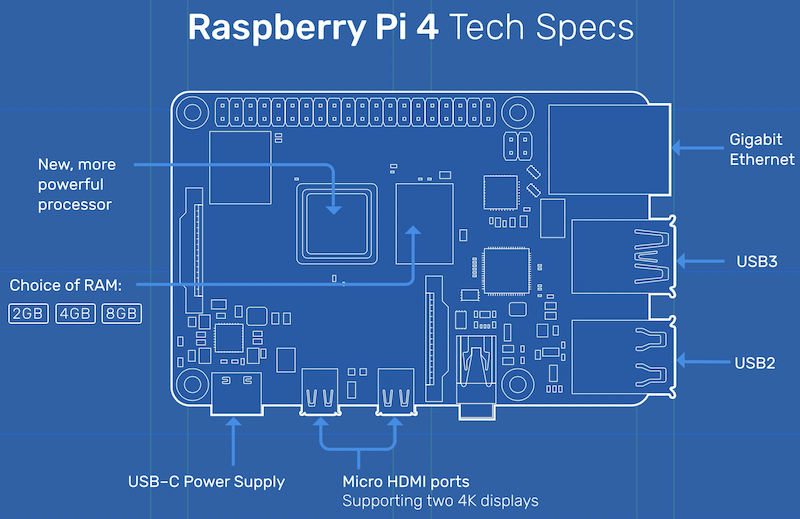 Raspberry Pi 4 Tech Specs
New, more
powerful
processor
Gigabit
Ethernet
USB3
Choice of RAM:
2GB 4GB 8GB
USB2
USB–C Power Supply
Micro HDMI ports
Supporting two 4K displays